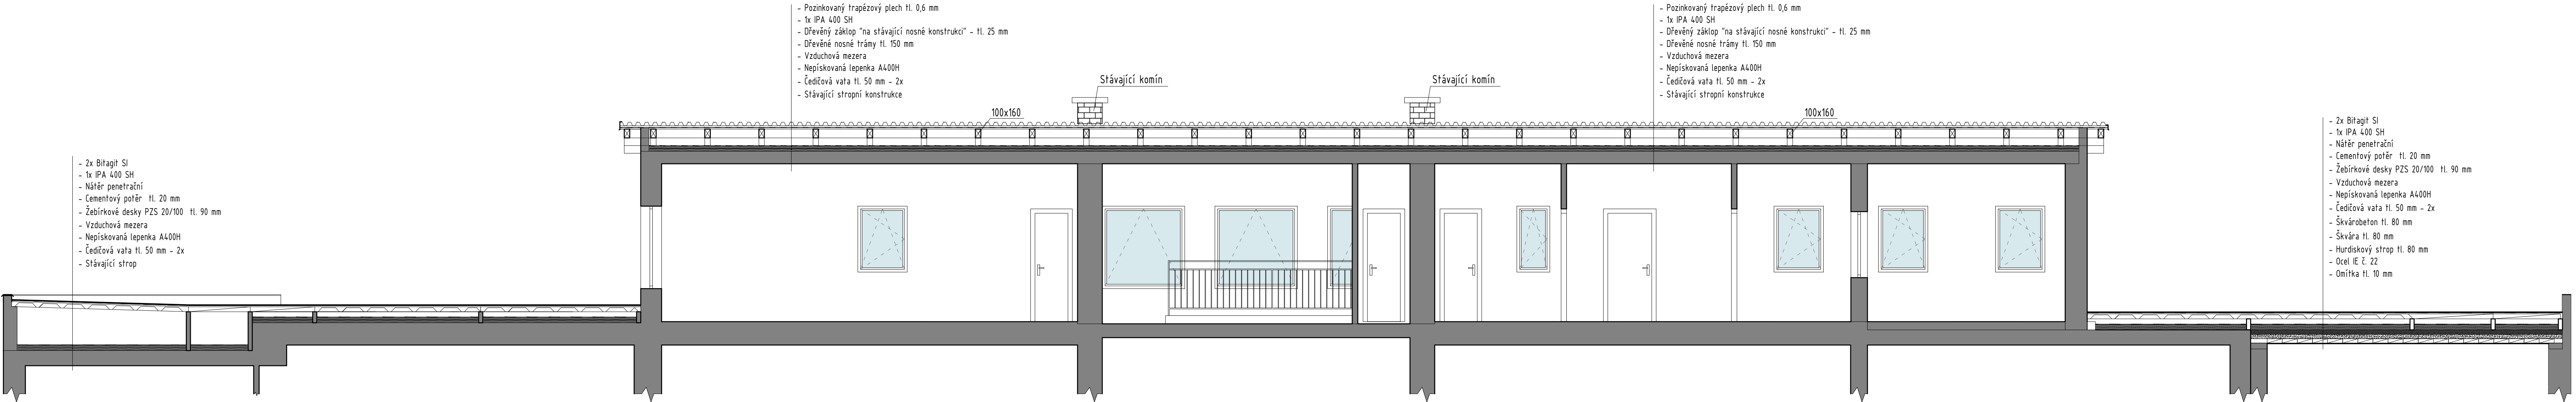 - Pozinkovaný trapézový plech tl. 0,6 mm
- 1x IPA 400 SH
- Dřevěný záklop "na stávající nosné konstrukci" - tl. 25 mm
- Dřevěné nosné trámy tl. 150 mm
- Vzduchová mezera
- Nepískovaná lepenka A400H
- Čedičová vata tl. 50 mm - 2x
- Stávající stropní konstrukce
Stávající komín
100x160
Stávající komín
- Pozinkovaný trapézový plech tl. 0,6 mm
- 1x IPA 400 SH
- Dřevěný záklop "na stávající nosné konstrukci" - tl. 25 mm
- Dřevěné nosné trámy tl. 150 mm
- Vzduchová mezera
- Nepískovaná lepenka A400H
- Čedičová vata tl. 50 mm - 2x
- Stávající stropní konstrukce
100x160
- 2x Bitagit SI
- 1x IPA 400 SH
- Nátěr penetrační
- Cementový potěr tl. 20 mm
- Žebírkové desky PZS 20/100 tl. 90 mm
- Vzduchová mezera
- Nepískovaná lepenka A400H
- Čedičová vata tl. 50 mm - 2x
- Stávající strop
- 2x Bitagit SI
- 1x IPA 400 SH
- Nátěr penetrační
- Cementový potěr tl. 20 mm
- Žebírkové desky PZS 20/100 tl. 90 mm
- Vzduchová mezera
- Nepískovaná lepenka A400H
- Čedičová vata tl. 50 mm - 2x
- Škvárobeton tl. 80 mm
- Škvára tl. 80 mm
- Hurdiskový strop tl. 80 mm
- Ocel IE č. 22
- Omítka tl. 10 mm